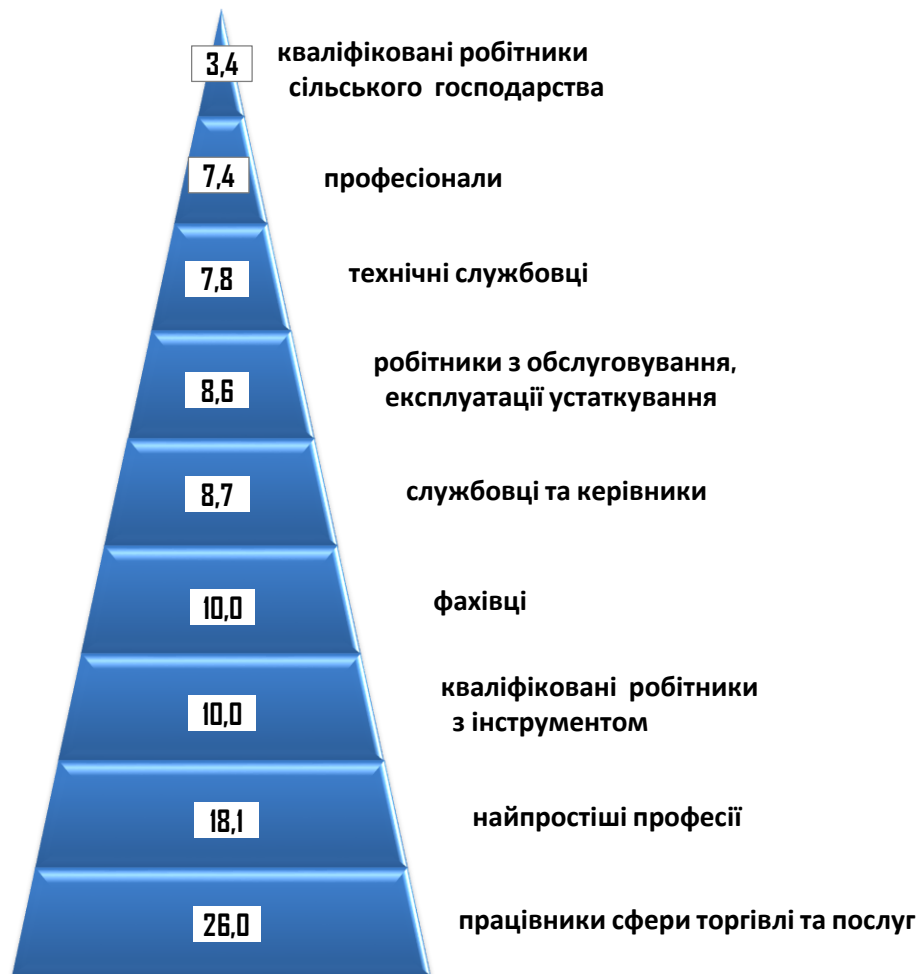 3,4
кваліфіковані робітники
сільського господарства
7,4
професіонали
7,8
технічні службовці
8,6
робітники з обслуговування,
експлуатації устаткування
8,7
службовці та керівники
10,0
фахівці
10,0
кваліфіковані робітники
з інструментом
18,1
найпростіші професії
26,0
працівники сфери торгівлі та послуг